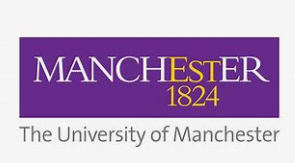 MANCHESTER
1824
The University of Manchester